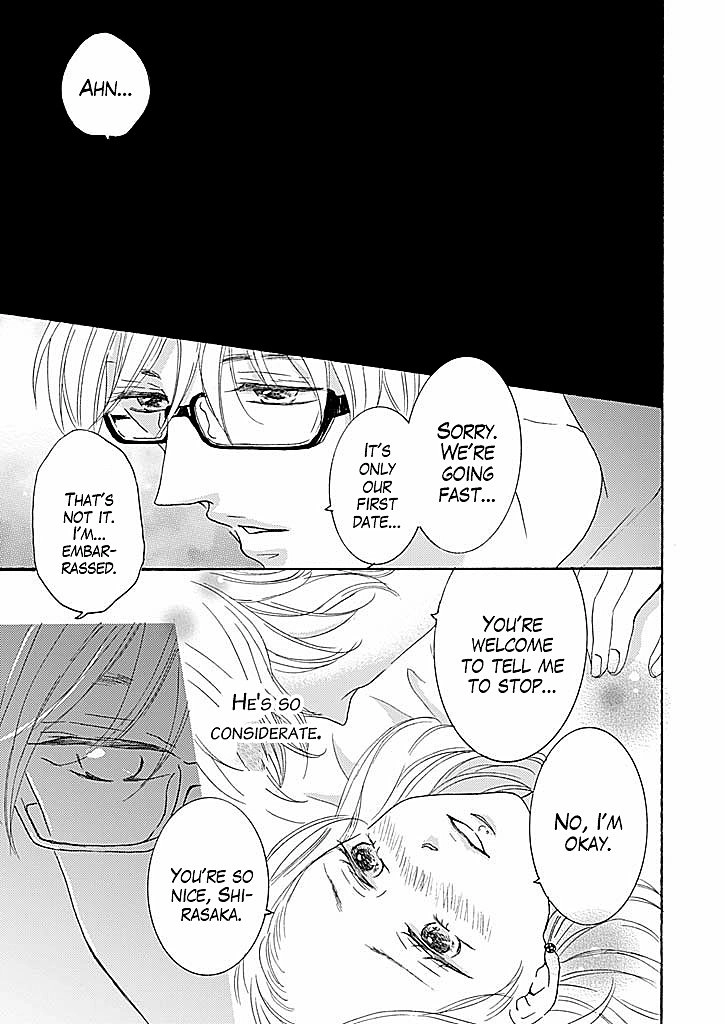 AHN...
SORRY.
WE'RE
GOING
FAST...
IT'S
ONLY
OUR
FIRST
DATE...
THAT'S
NOT IT.
I'M...
EMBAR-
RASSED.
YOU'RE
WELCOME
TO TELL ME
TO STOP...
HE'S SO
CONSIDERATE.
NO, I'M
OKAY.
YOU'RE SO
NICE, SHI-
RASAKA.